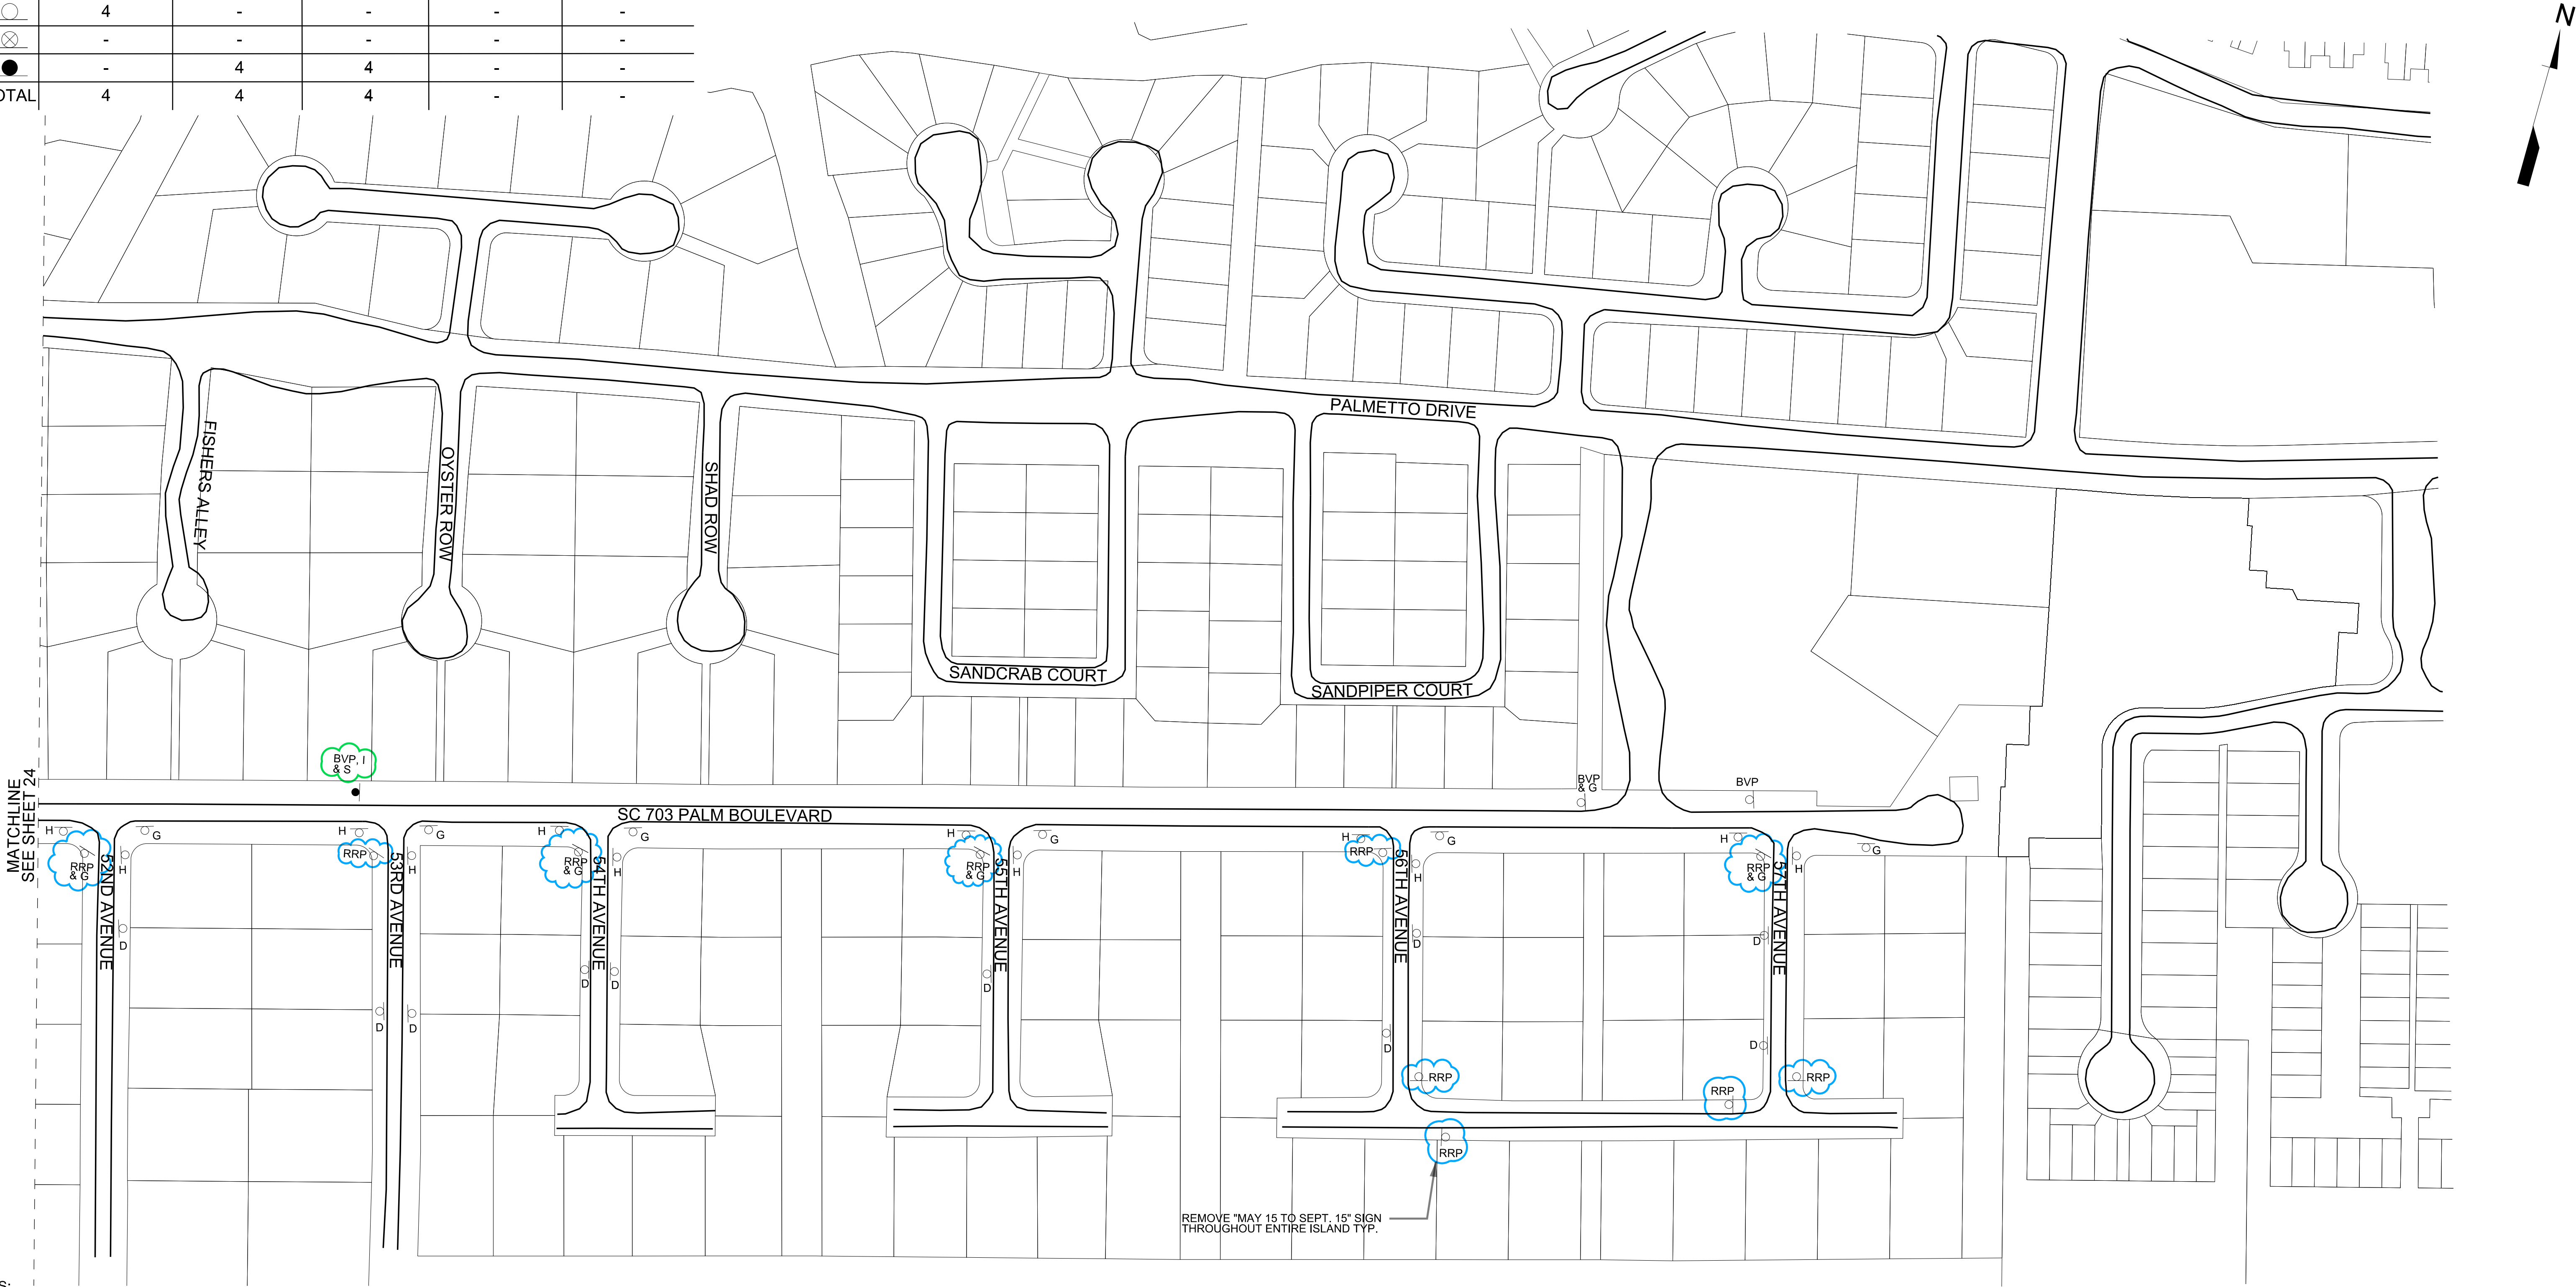 4 - - - -
- - - - -
- 4 4 - -
OTAL 4 4 4 - -
N
PALMETTO DRIVE
FISHERS ALLEY
OYSTER ROW
SHAD ROW
SANDCRAB COURT
SANDPIPER COURT
MATCHLINE
SEE SHEET 24
BVP, I
& S
BVP
& G
BVP
SC 703 PALM BOULEVARD
H
G
H
G
H
G
H
G
H
G
H
G
RRP
& G
52ND AVENUE
H
RRP
53RD AVENUE
H
RRP
& G
54TH AVENUE
H
RRP
& G
55TH AVENUE
H
RRP
56TH AVENUE
H
RRP
& G
57TH AVENUE
H
D
D
D
D
D
D
D
D
D
D
RRP
RRP
RRP
RRP
REMOVE "MAY 15 TO SEPT. 15" SIGN
THROUGHOUT ENTIRE ISLAND TYP.